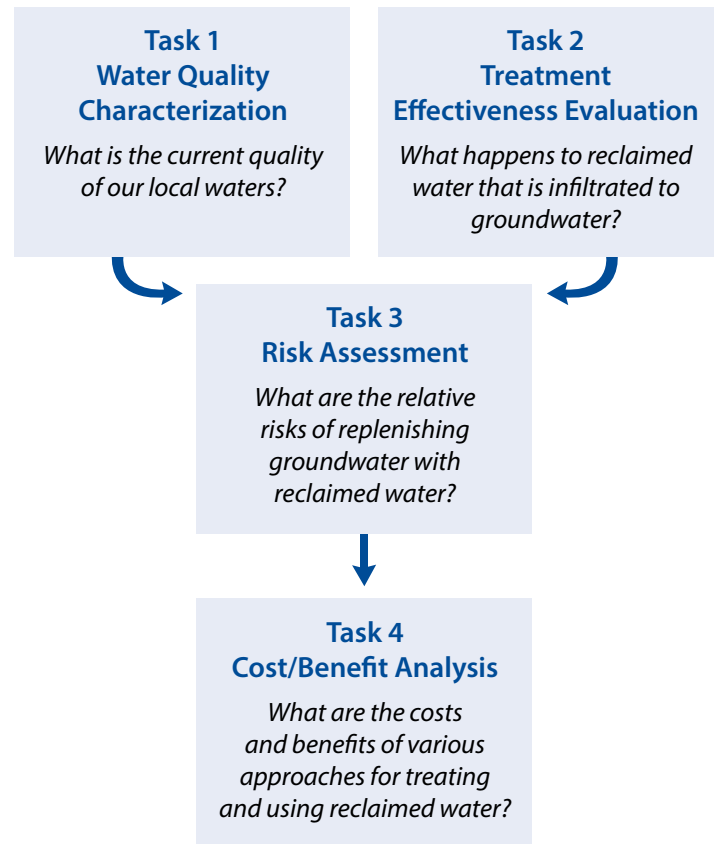 Task 1
Water Quality
Characterization
What is the current quality
of our local waters?
Task 2
Treatment
Effectiveness Evaluation
What happens to reclaimed
water that is infiltrated to
groundwater?
Task 3
Risk Assessment
What are the relative
risks of replenishing
groundwater with
reclaimed water?
Task 4
Cost/Benefit Analysis
What are the costs
and benefits of various
approaches for treating
and using reclaimed water?